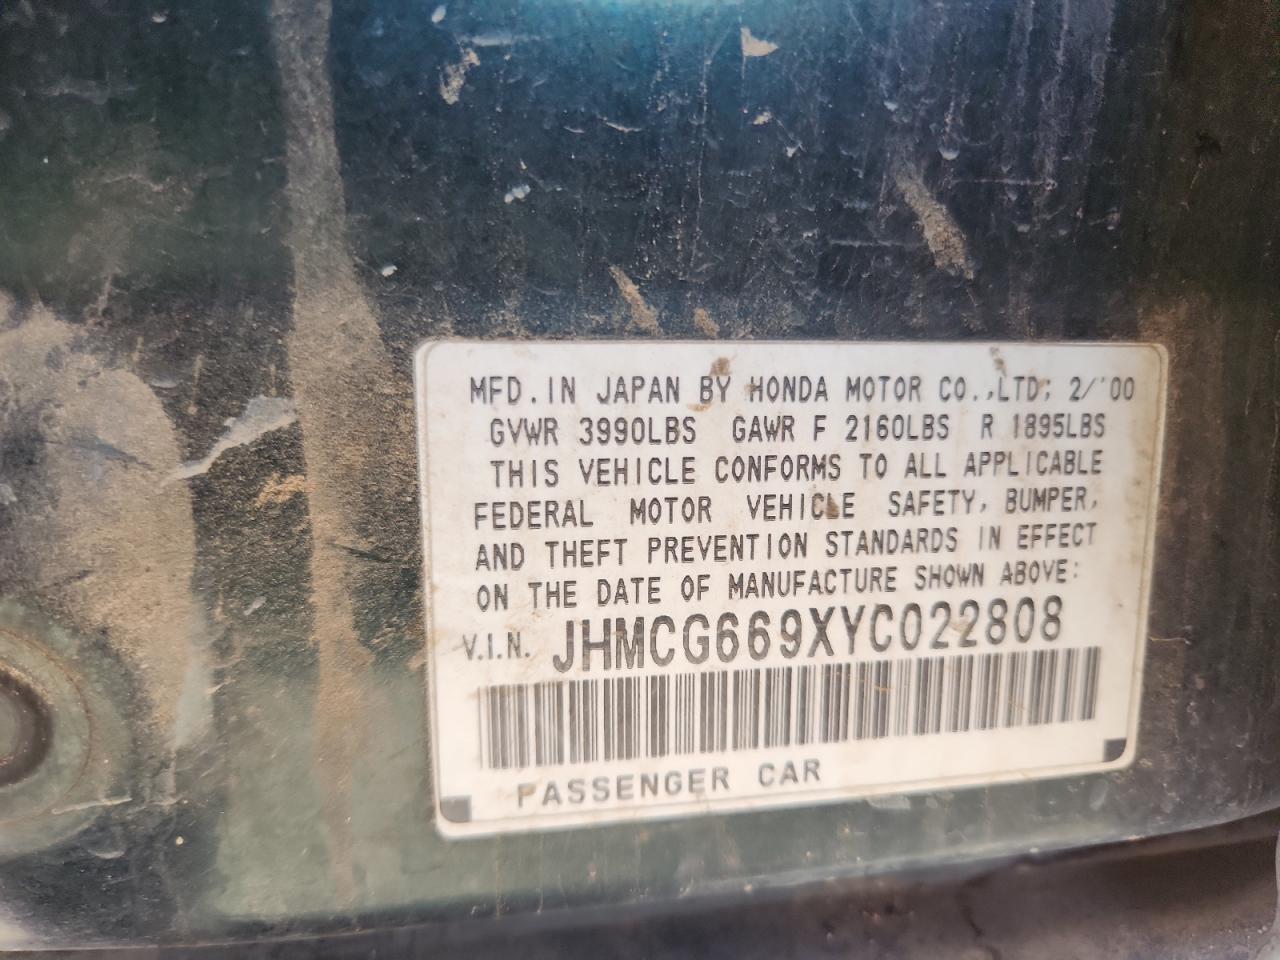 MFD. IN JAPAN BY HONDA MOTOR CO.,LTD; 2/'00
GVWR 3990LBS GAWR F 2160LBS R 1895LBS
THIS VEHICLE CONFORMS TO ALL APPLICABLE
FEDERAL MOTOR VEHICLE SAFETY, BUMPER,
AND THEFT PREVENTION STANDARDS IN EFFECT
ON THE DATE OF MANUFACTURE SHOWN ABOVE:
V.I.N. JHMCG669XYC022808
PASSENGER CAR